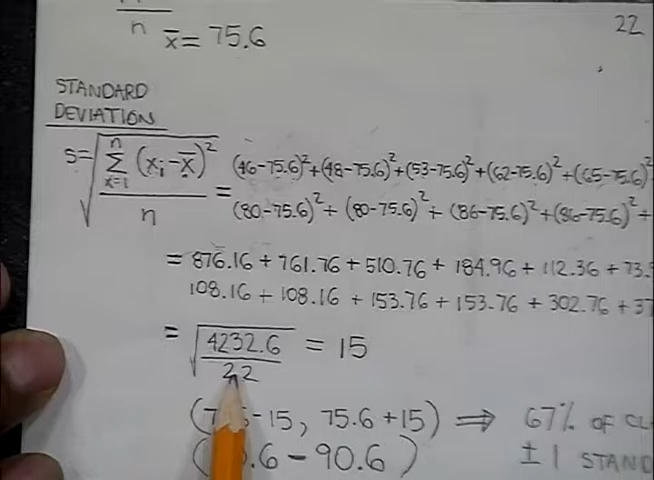 n x̄ = 75.6
22
STANDARD
DEVIATION
s = √ n Σ x=1 (xᵢ - x̄)² / n = (46-75.6)² + (48-75.6)² + (53-75.6)² + (62-75.6)² + (65-75.6)²
(80-75.6)² + (80-75.6)² + (86-75.6)² + (86-75.6)² +
= 876.16 + 761.76 + 510.76 + 184.96 + 112.36 + 73.9
108.16 + 108.16 + 153.76 + 153.76 + 302.76 +
= √ 4232.6 / 22 = 15
-15, 75.6 + 15) ⇒ 67% OF
.6 - 90.6) ± 1